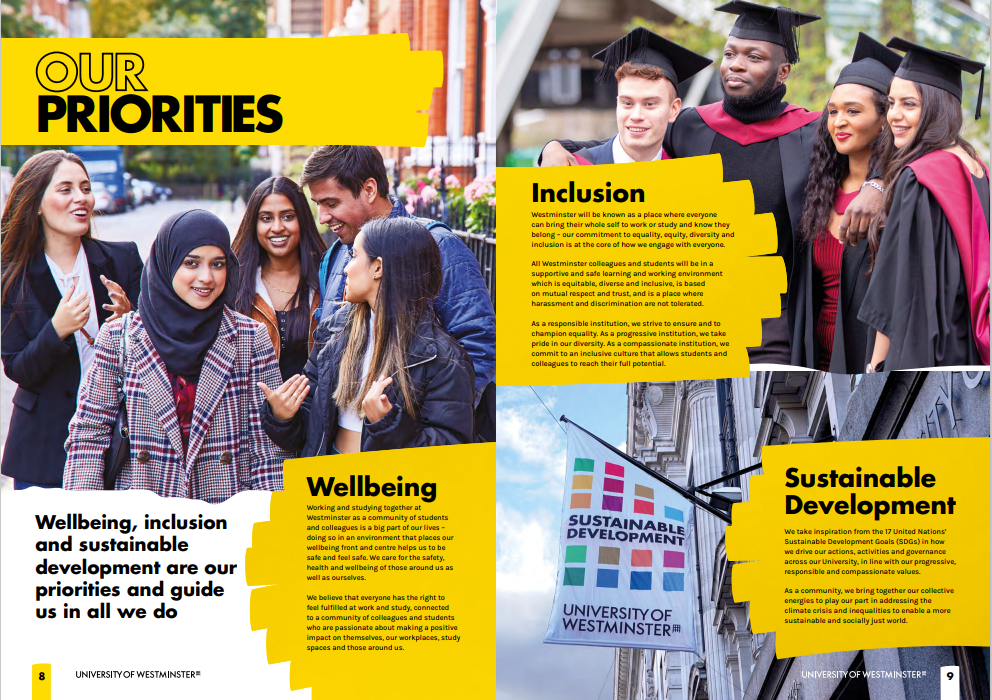 OUR
PRIORITIES
Wellbeing, inclusion
and sustainable
development are our
priorities and guide
us in all we do
Wellbeing
Working and studying together at
Westminster as a community of students
and colleagues is a big part of our lives –
doing so in an environment that places our
wellbeing front and centre helps us to be
safe and feel safe. We care for the safety,
health and wellbeing of those around us as
well as ourselves.
We believe that everyone has the right to
feel fulfilled at work and study, connected
to a community of colleagues and students
who are passionate about making a positive
impact on themselves, our workplaces, study
spaces and those around us.
8
UNIVERSITY OF WESTMINSTER
Inclusion
Westminster will be known as a place where everyone
can bring their whole self to work or study and know they
belong – our commitment to equality, equity, diversity and
inclusion is at the core of how we engage with everyone.
All Westminster colleagues and students will be in a
supportive and safe learning and working environment
which is equitable, diverse and inclusive, is based
on mutual respect and trust, and is a place where
harassment and discrimination are not tolerated.
As a responsible institution, we strive to ensure and to
champion equality. As a progressive institution, we take
pride in our diversity. As a compassionate institution, we
commit to an inclusive culture that allows students and
colleagues to reach their full potential.
SUSTAINABLE
DEVELOPMENT
UNIVERSITY OF
WESTMINSTER
Sustainable
Development
We take inspiration from the 17 United Nations'
Sustainable Development Goals (SDGs) in how
we drive our actions, activities and governance
across our University, in line with our progressive,
responsible and compassionate values.
As a community, we bring together our collective
energies to play our part in addressing the
climate crisis and inequalities to enable a more
sustainable and socially just world.
UNIVERSITY OF WESTMINSTER
9